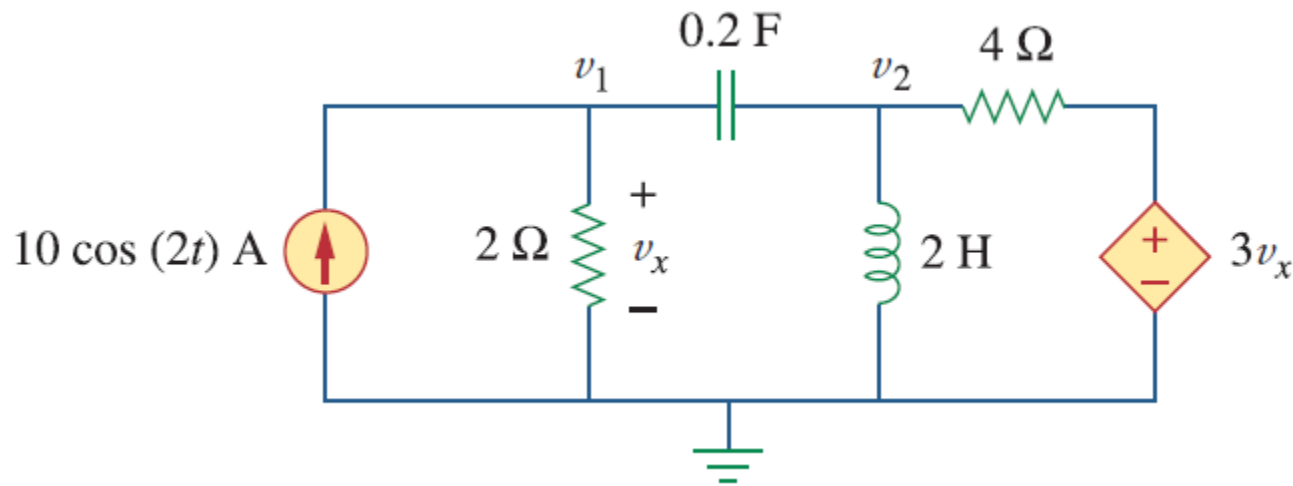 0.2 F
v1
v2
4 Ω
10 cos (2t) A
2 Ω
+
vx
−
2 H
+
−
3vx